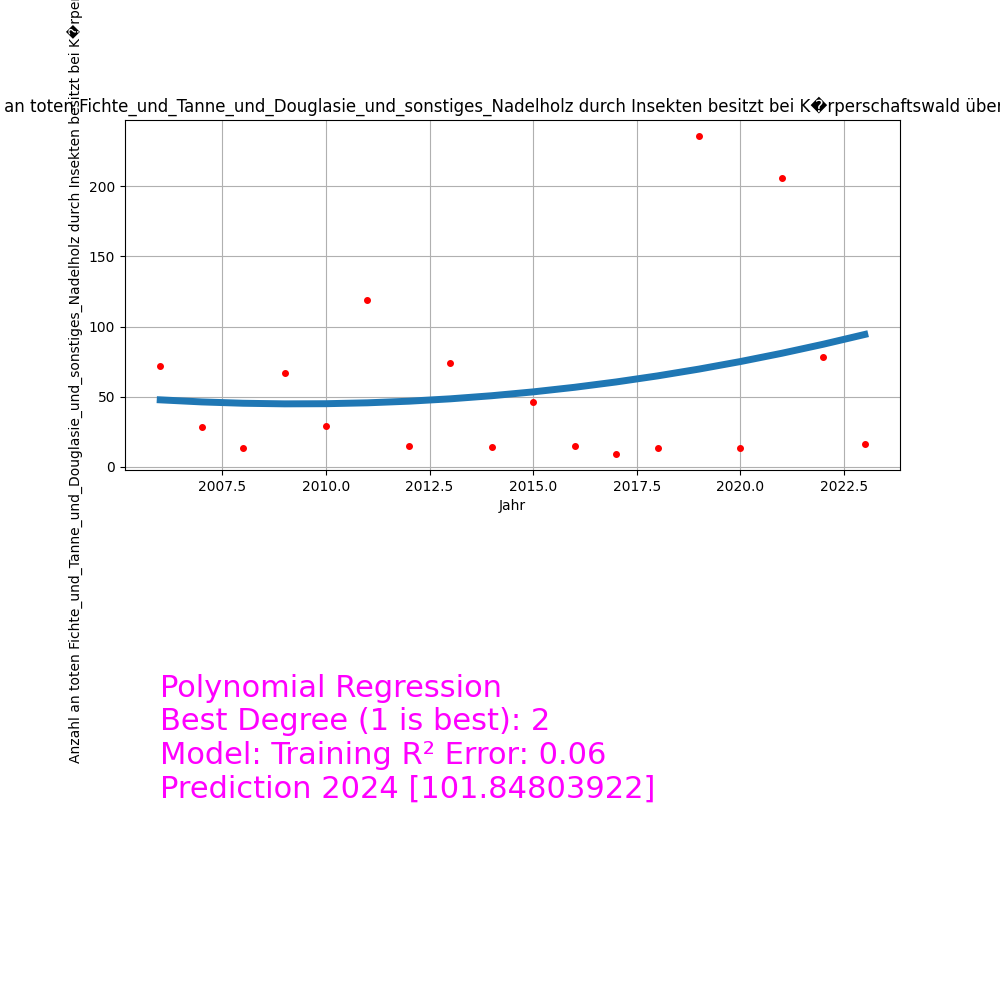 an toten Fichte_und_Tanne_und_Douglasie_und_sonstiges_Nadelholz durch Insekten besitzt bei K�rperschaftswald über
Anzahl an toten Fichte_und_Tanne_und_Douglasie_und_sonstiges_Nadelholz durch Insekten besitzt bei K�rper
200
150
100
50
0
2007.5 2010.0 2012.5 2015.0 2017.5 2020.0 2022.5
Jahr
Polynomial Regression
Best Degree (1 is best): 2
Model: Training R² Error: 0.06
Prediction 2024 [101.84803922]